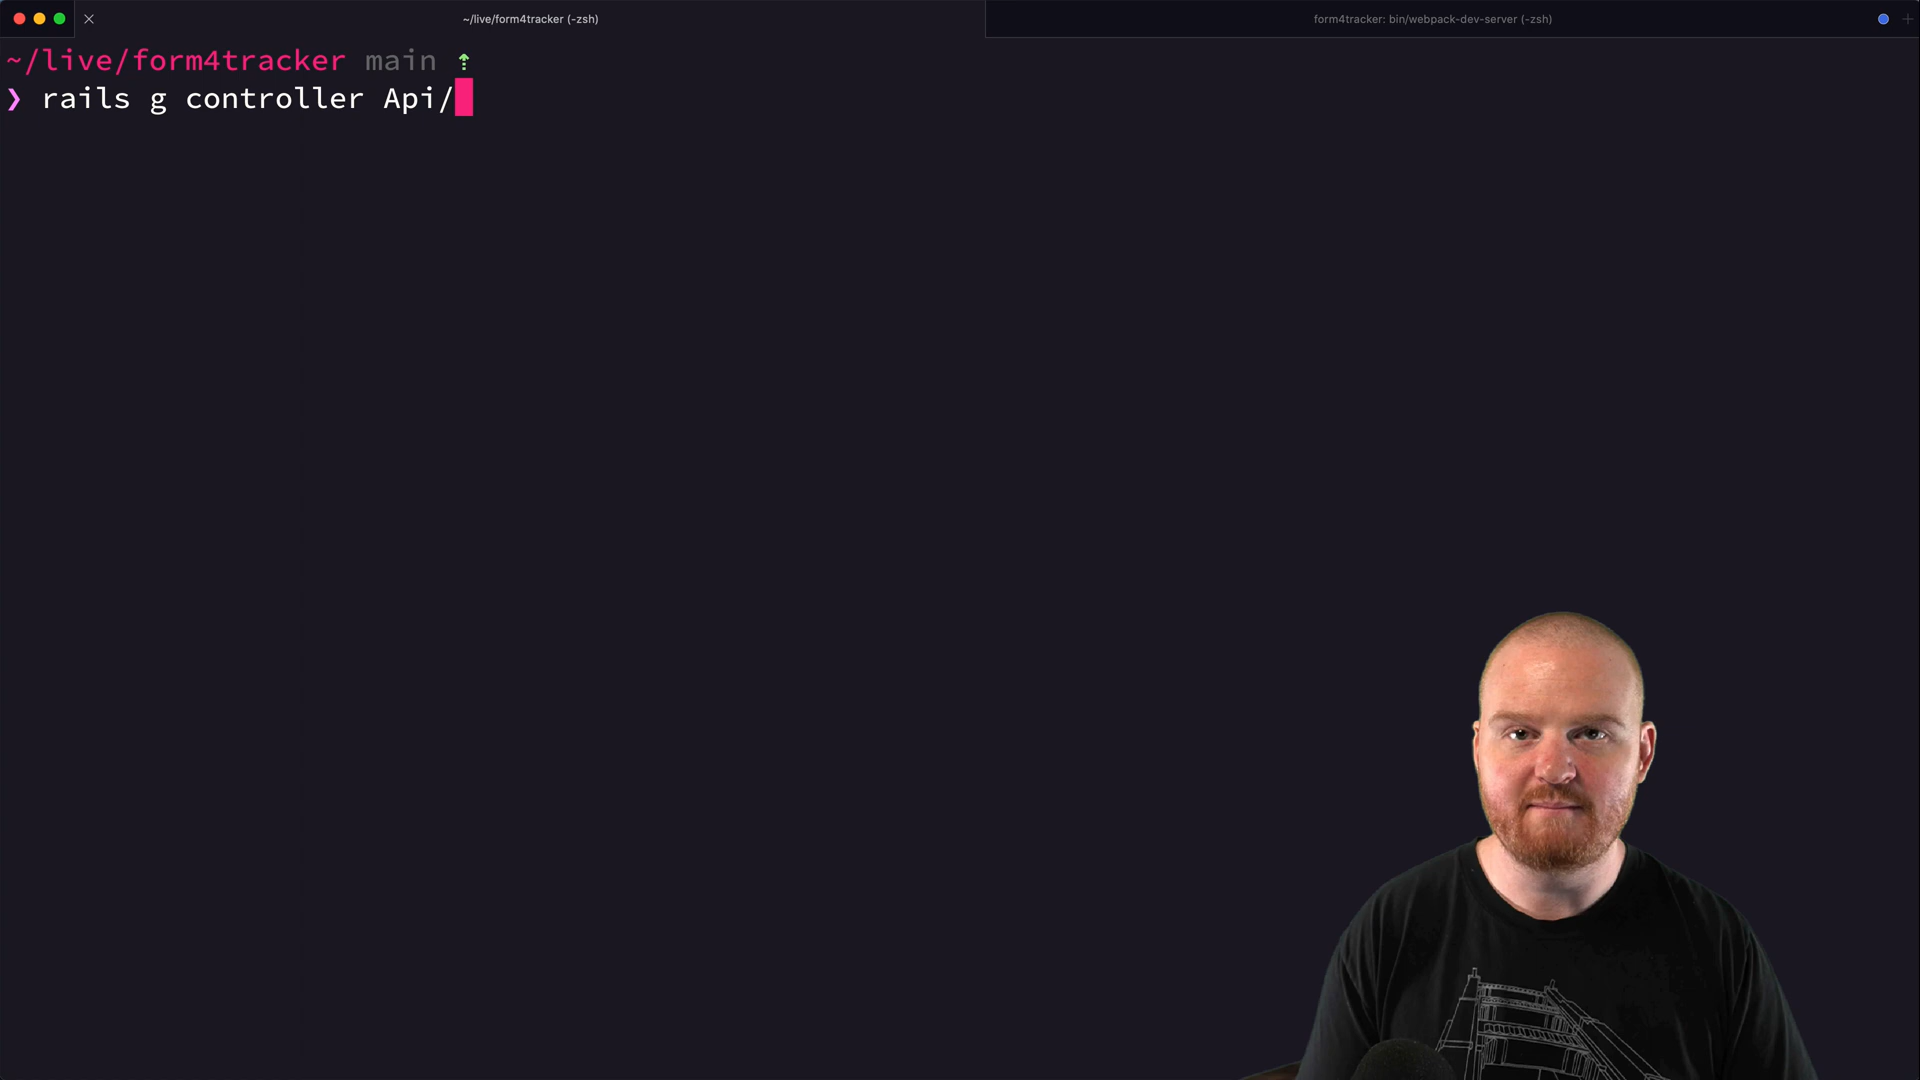 ~/live/form4tracker (-zsh)
form4tracker: bin/webpack-dev-server (-zsh)
~/live/form4tracker main ⇡
❯ rails g controller Api/